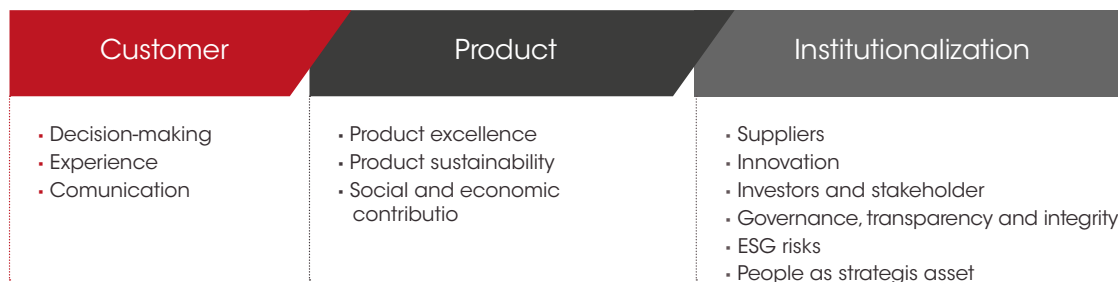 Customer
Product
Institutionalization
▪ Decision-making
▪ Experience
▪ Comunication
▪ Product excellence
▪ Product sustainability
▪ Social and economic
contributio
▪ Suppliers
▪ Innovation
▪ Investors and stakeholder
▪ Governance, transparency and integrity
▪ ESG risks
▪ People as strategis asset